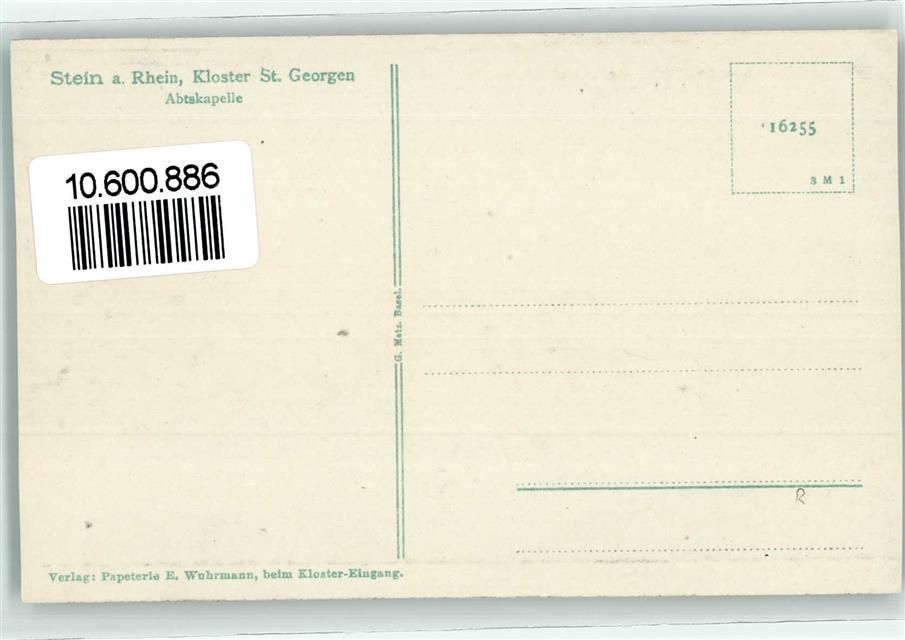 Stein a. Rhein, Kloster St. Georgen
Abtskapelle
10.600.886
16255
3 M 1
G. Metz. Basel.
R
Verlag: Papeterie E. Wuhrmann, beim Kloster-Eingang.